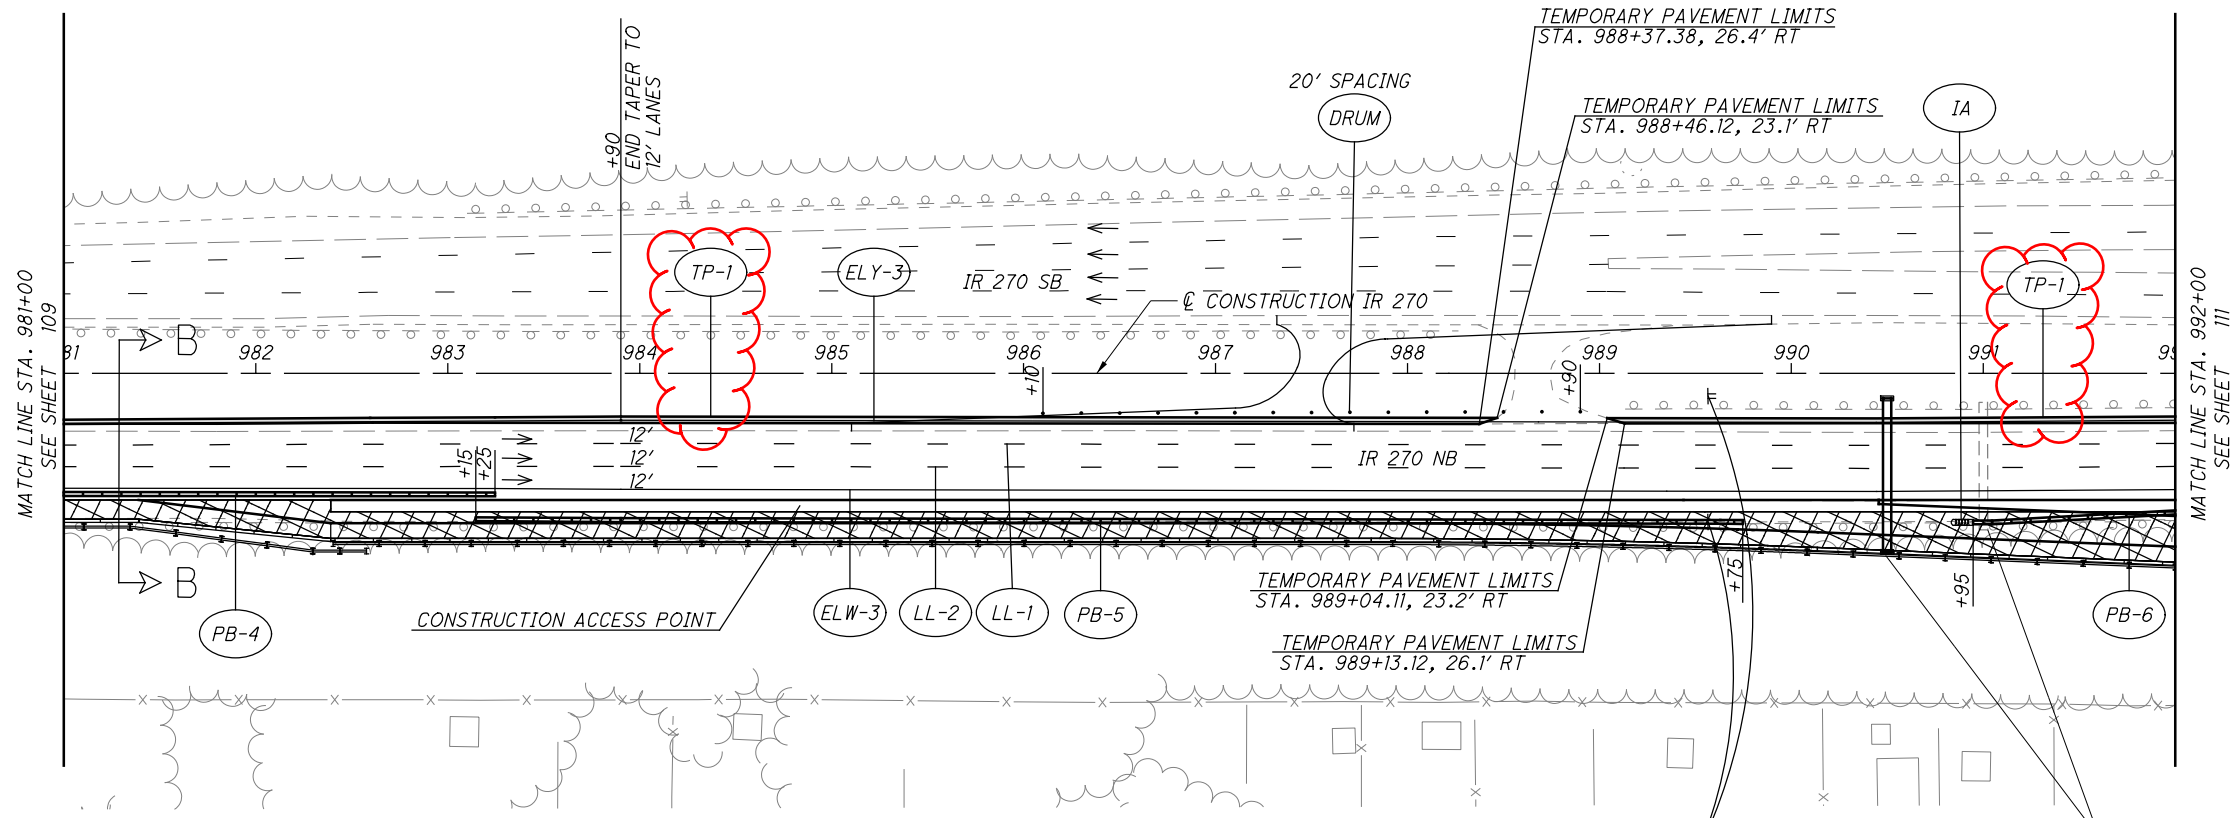 TEMPORARY PAVEMENT LIMITS
STA. 988+37.38, 26.4' RT
+90
END TAPER TO
12' LANES
20' SPACING
DRUM
TEMPORARY PAVEMENT LIMITS
STA. 988+46.12, 23.1' RT
IA
TP-1
ELY-3
IR 270 SB
TP-1
℄ CONSTRUCTION IR 270
MATCH LINE STA. 981+00
SEE SHEET 109
MATCH LINE STA. 992+00
SEE SHEET 111
B
81 982 983 984 985 986 987 988 989 990 991 99
+10
+90
12'
12'
12'
+15
+25
IR 270 NB
B
+75
+95
TEMPORARY PAVEMENT LIMITS
STA. 989+04.11, 23.2' RT
CONSTRUCTION ACCESS POINT
PB-4
ELW-3
LL-2
LL-1
PB-5
PB-6
TEMPORARY PAVEMENT LIMITS
STA. 989+13.12, 26.1' RT